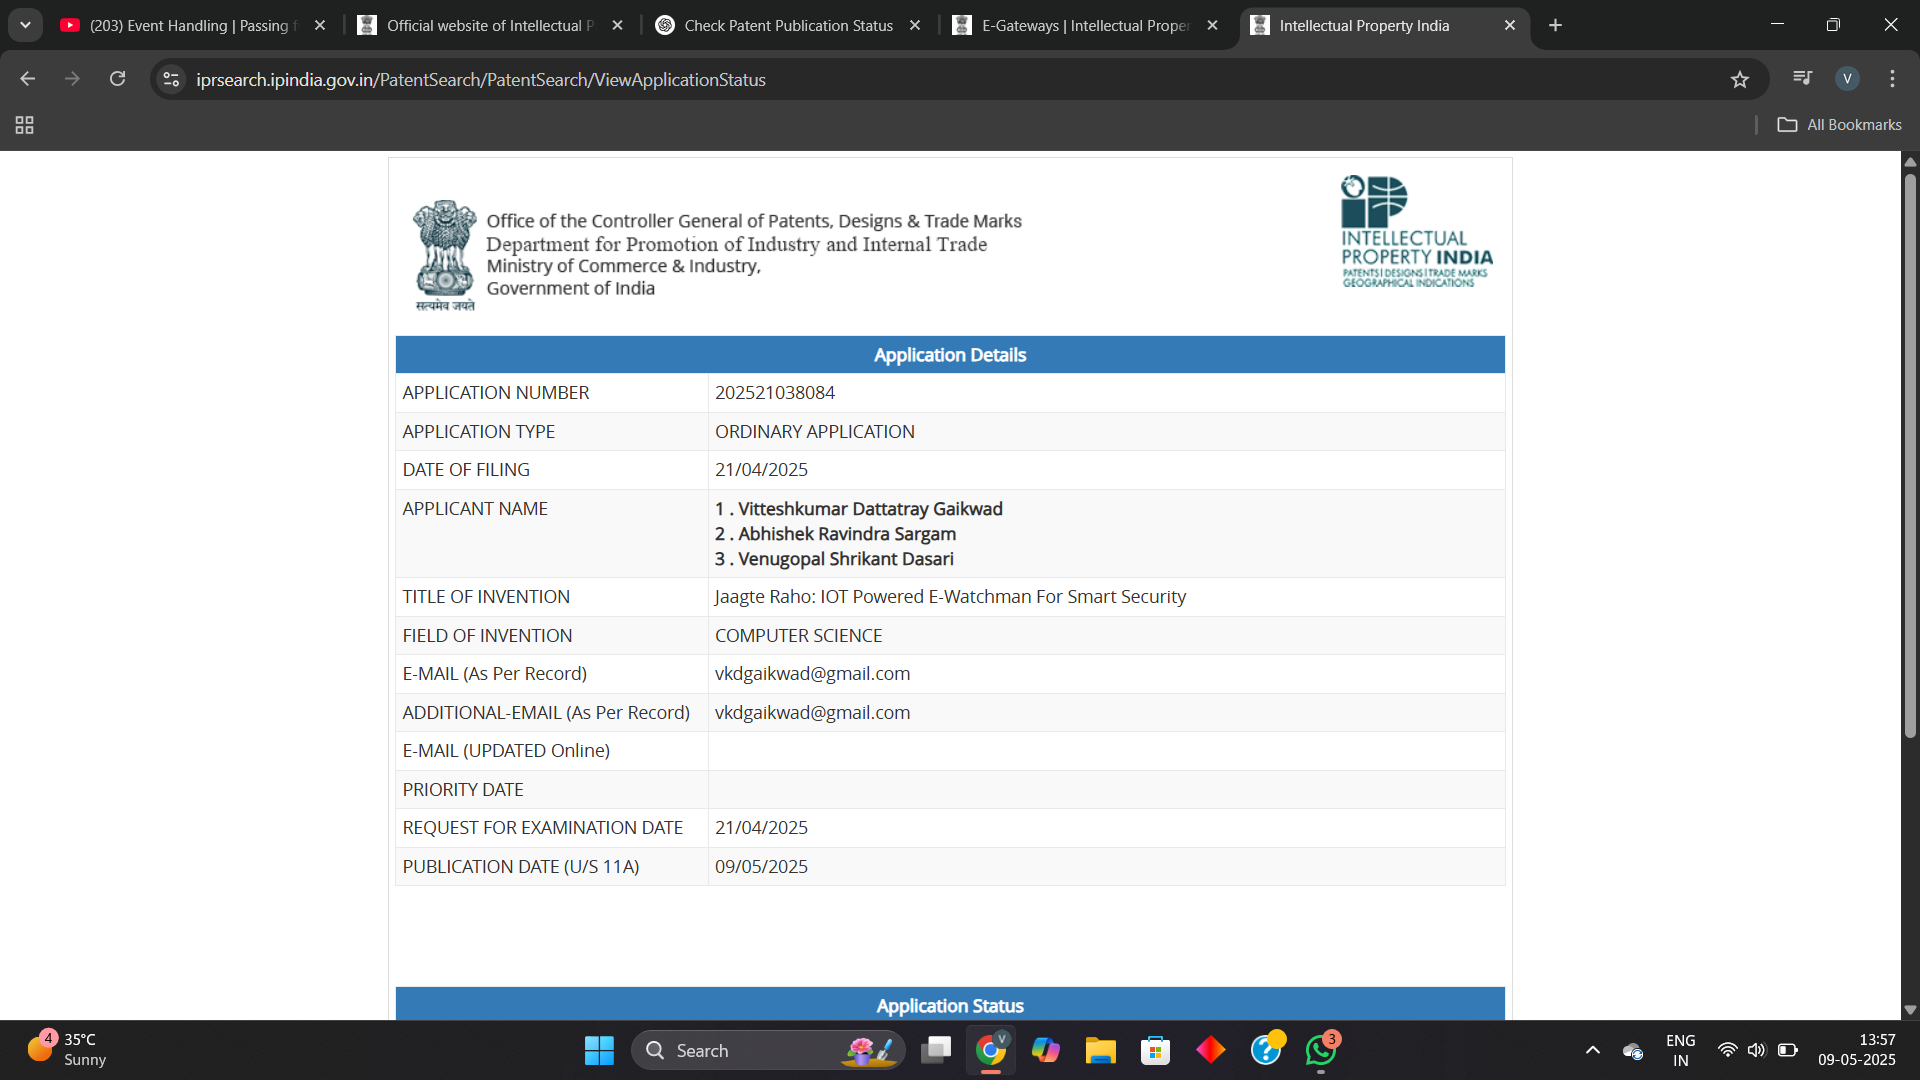 (203) Event Handling | Passing f
Official website of Intellectual P
Check Patent Publication Status
E-Gateways | Intellectual Proper
Intellectual Property India
iprsearch.ipindia.gov.in/PatentSearch/PatentSearch/ViewApplicationStatus
V
All Bookmarks
सत्यमेव जयते
Office of the Controller General of Patents, Designs & Trade Marks
Department for Promotion of Industry and Internal Trade
Ministry of Commerce & Industry,
Government of India
INTELLECTUAL
PROPERTY INDIA
PATENTS | DESIGNS | TRADE MARKS
GEOGRAPHICAL INDICATIONS
Application Details
APPLICATION NUMBER 202521038084
APPLICATION TYPE ORDINARY APPLICATION
DATE OF FILING 21/04/2025
APPLICANT NAME 1 . Vitteshkumar Dattatray Gaikwad
2 . Abhishek Ravindra Sargam
3 . Venugopal Shrikant Dasari
TITLE OF INVENTION Jaagte Raho: IOT Powered E-Watchman For Smart Security
FIELD OF INVENTION COMPUTER SCIENCE
E-MAIL (As Per Record) vkdgaikwad@gmail.com
ADDITIONAL-EMAIL (As Per Record) vkdgaikwad@gmail.com
E-MAIL (UPDATED Online)
PRIORITY DATE
REQUEST FOR EXAMINATION DATE 21/04/2025
PUBLICATION DATE (U/S 11A) 09/05/2025
Application Status
4
35°C
Sunny
Search
V
3
ENG
IN
13:57
09-05-2025